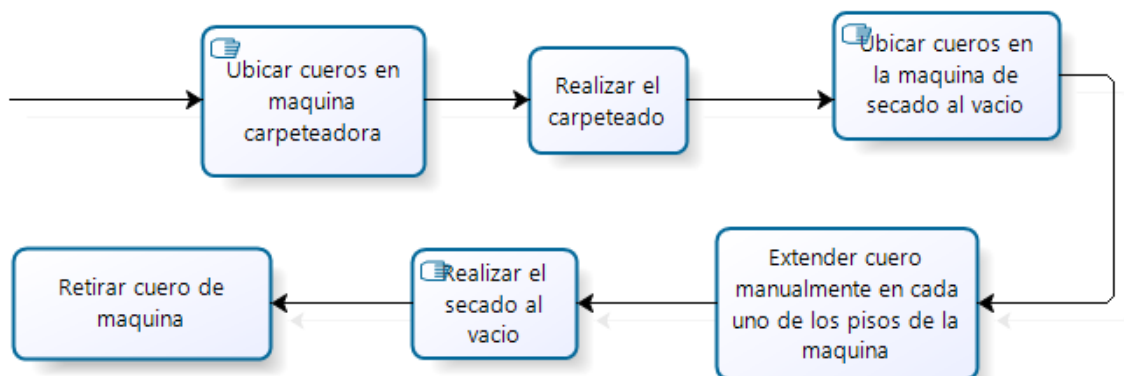 Ubicar cueros en
maquina
carpeteadora
Realizar el
carpeteado
Ubicar cueros en
la maquina de
secado al vacio
Extender cuero
manualmente en cada
uno de los pisos de la
maquina
Realizar el
secado al
vacio
Retirar cuero de
maquina